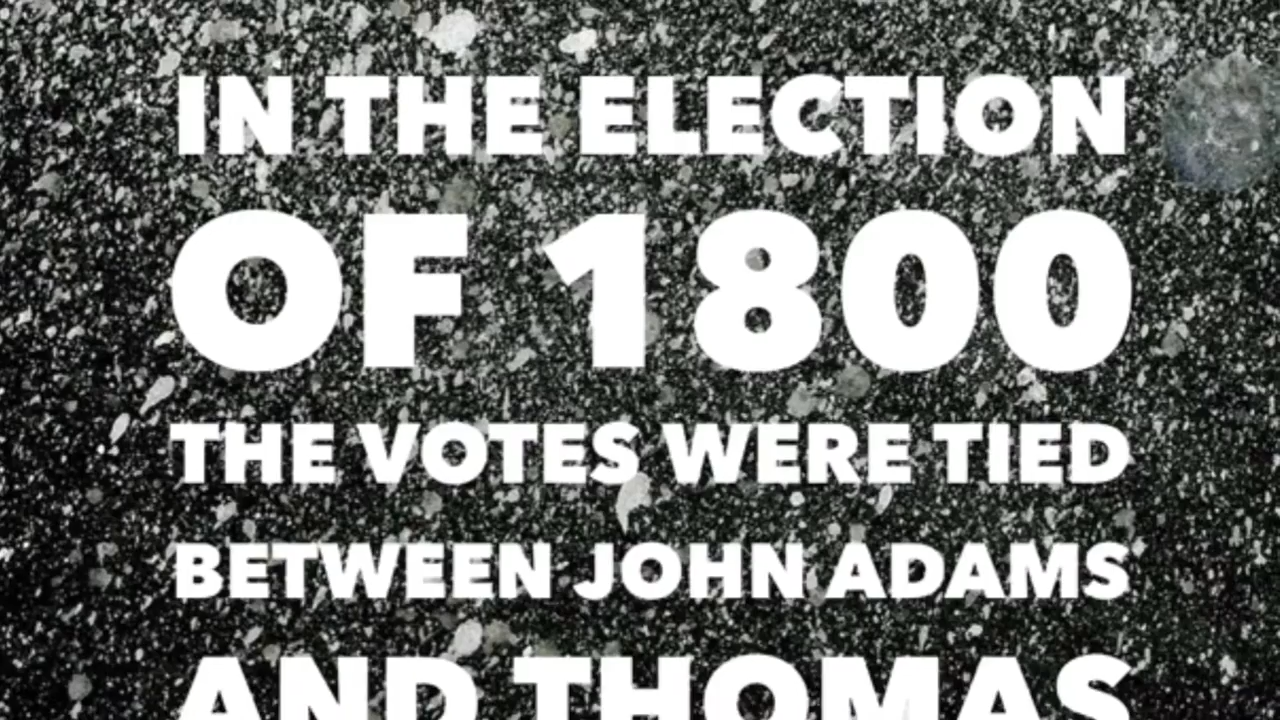 IN THE ELECTION
OF 1800
THE VOTES WERE TIED
BETWEEN JOHN ADAMS
AND THOMAS